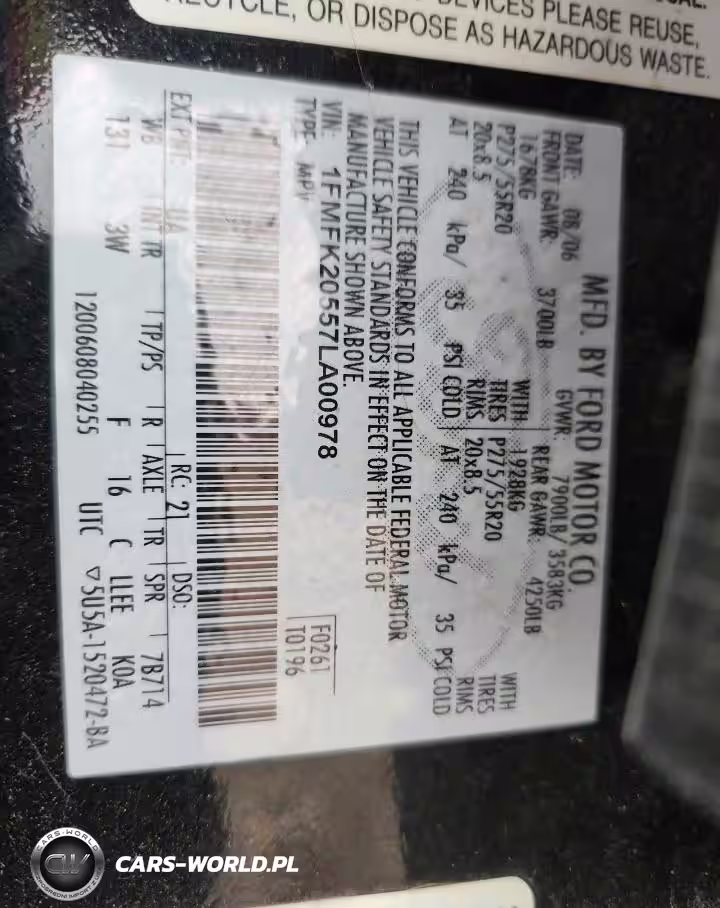 DEVICES PLEASE REUSE,
RECYCLE, OR DISPOSE AS HAZARDOUS WASTE.
MFD. BY FORD MOTOR CO.
DATE: 08/06
GVWR: 7900LB/ 3583KG
FRONT GAWR: 3700LB
REAR GAWR: 4250LB
1678KG
WITH
1928KG
WITH
P275/55R20
TIRES
P275/55R20
TIRES
20x8.5
RIMS
20x8.5
RIMS
AT 240 kPa/ 35 PSI COLD
AT 240 kPa/ 35 PSI COLD
THIS VEHICLE CONFORMS TO ALL APPLICABLE FEDERAL MOTOR
VEHICLE SAFETY STANDARDS IN EFFECT ON THE DATE OF
MANUFACTURE SHOWN ABOVE.
VIN: 1FMFK20557LA00978
TYPE: MPV
F0261
T0196
EXT PNT: UA
RC: 21
DSO:
WB INT TR TP/PS R AXLE TR SPR 7B714
131 3W F 16 C LLEE KOA
1200608040255
UTC ▽5U5A-1520472-BA
CARS-WORLD
CARS-WORLD.PL